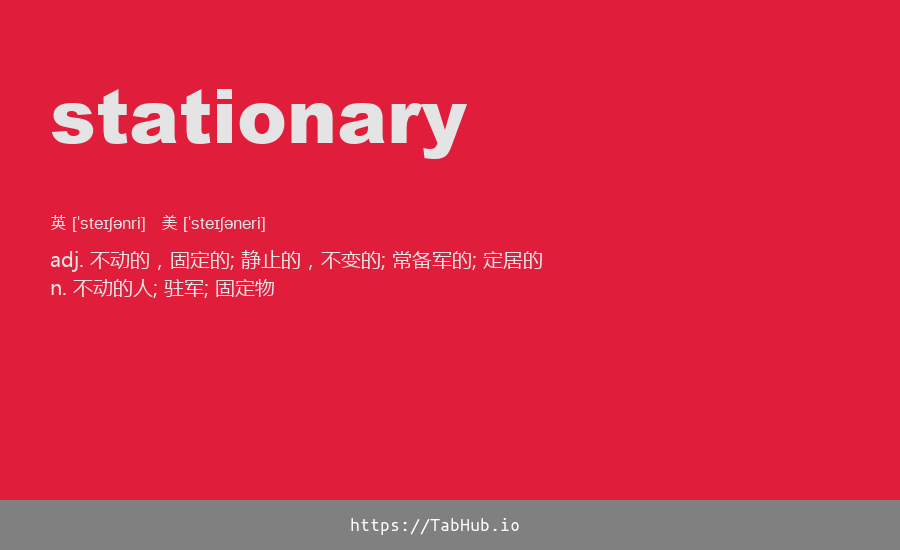 stationary
英 [ˈsteɪʃənri] 美 [ˈsteɪʃəneri]
adj. 不动的，固定的; 静止的，不变的; 常备军的; 定居的
n. 不动的人; 驻军; 固定物
https://TabHub.io